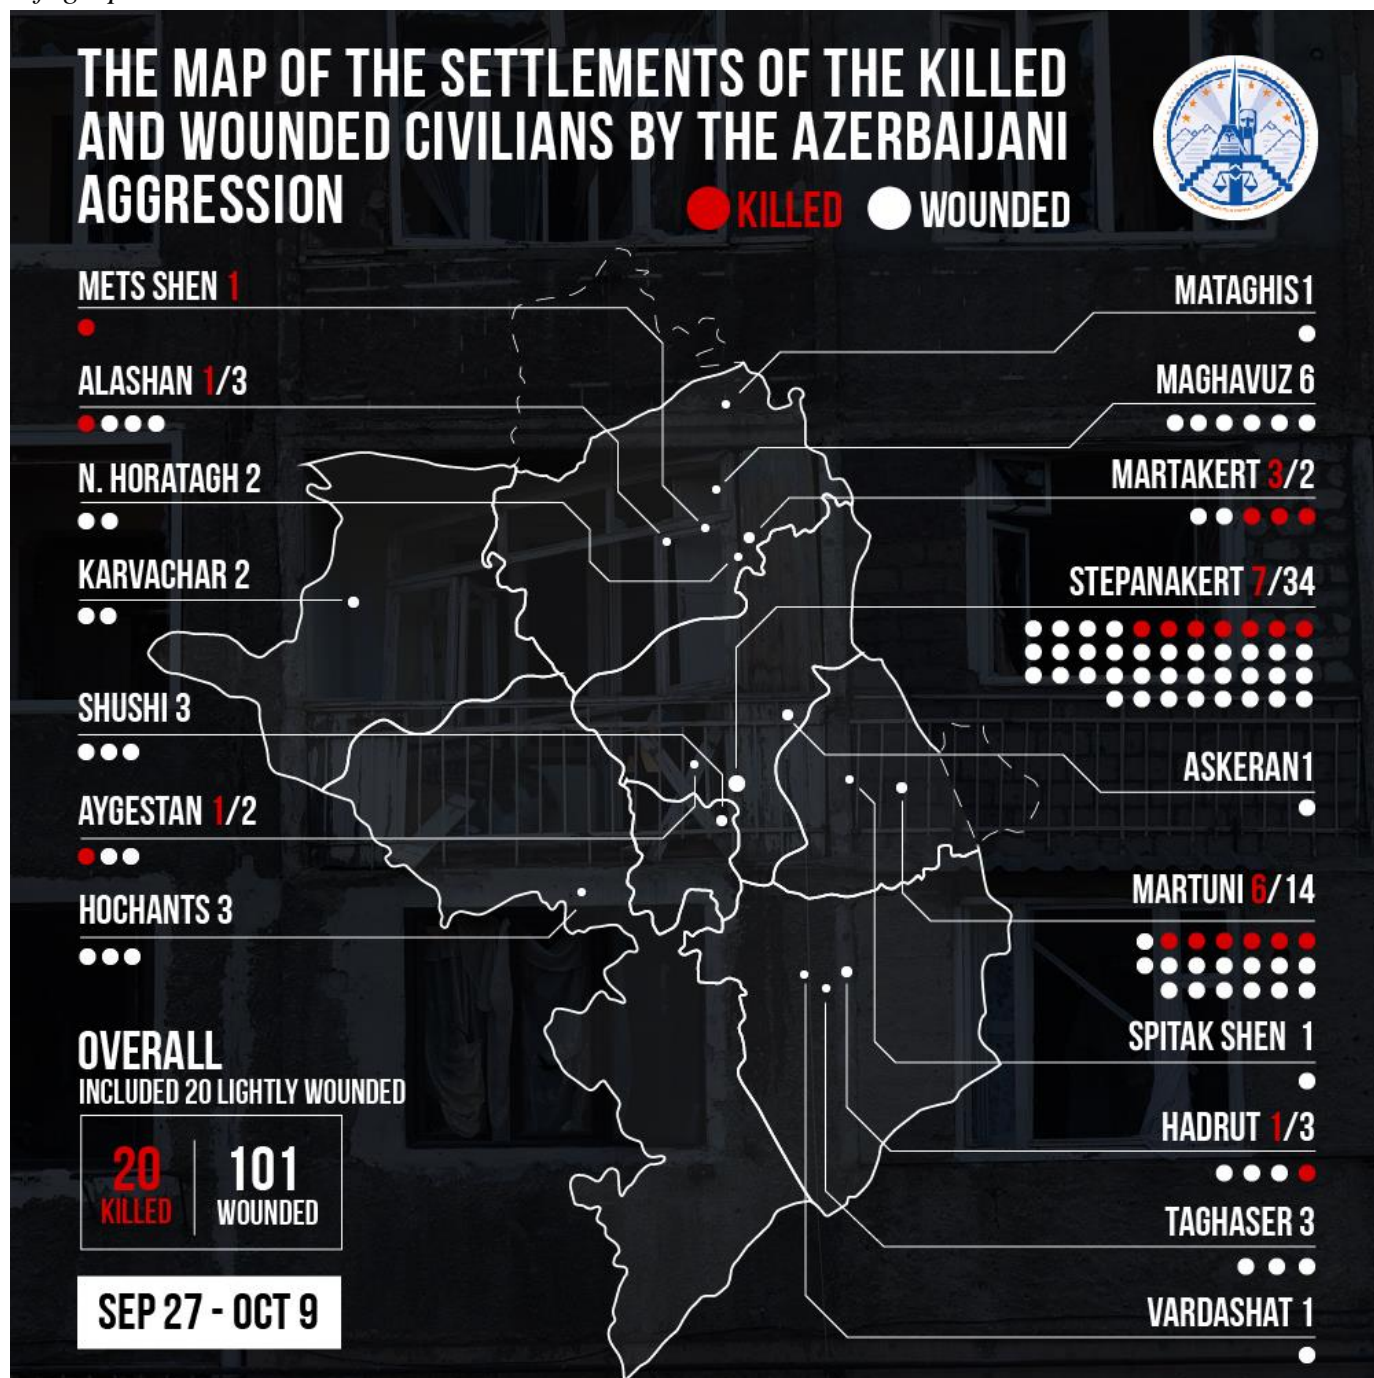 THE MAP OF THE SETTLEMENTS OF THE KILLED
AND WOUNDED CIVILIANS BY THE AZERBAIJANI
AGGRESSION
KILLED WOUNDED
METS SHEN 1
ALASHAN 1/3
N. HORATAGH 2
KARVACHAR 2
SHUSHI 3
AYGESTAN 1/2
HOCHANTS 3
MATAGHIS 1
MAGHAVUZ 6
MARTAKERT 3/2
STEPANAKERT 7/34
ASKERAN 1
MARTUNI 6/14
SPITAK SHEN 1
HADRUT 1/3
TAGHASER 3
VARDASHAT 1
OVERALL
INCLUDED 20 LIGHTLY WOUNDED
20 101
KILLED WOUNDED
SEP 27 - OCT 9